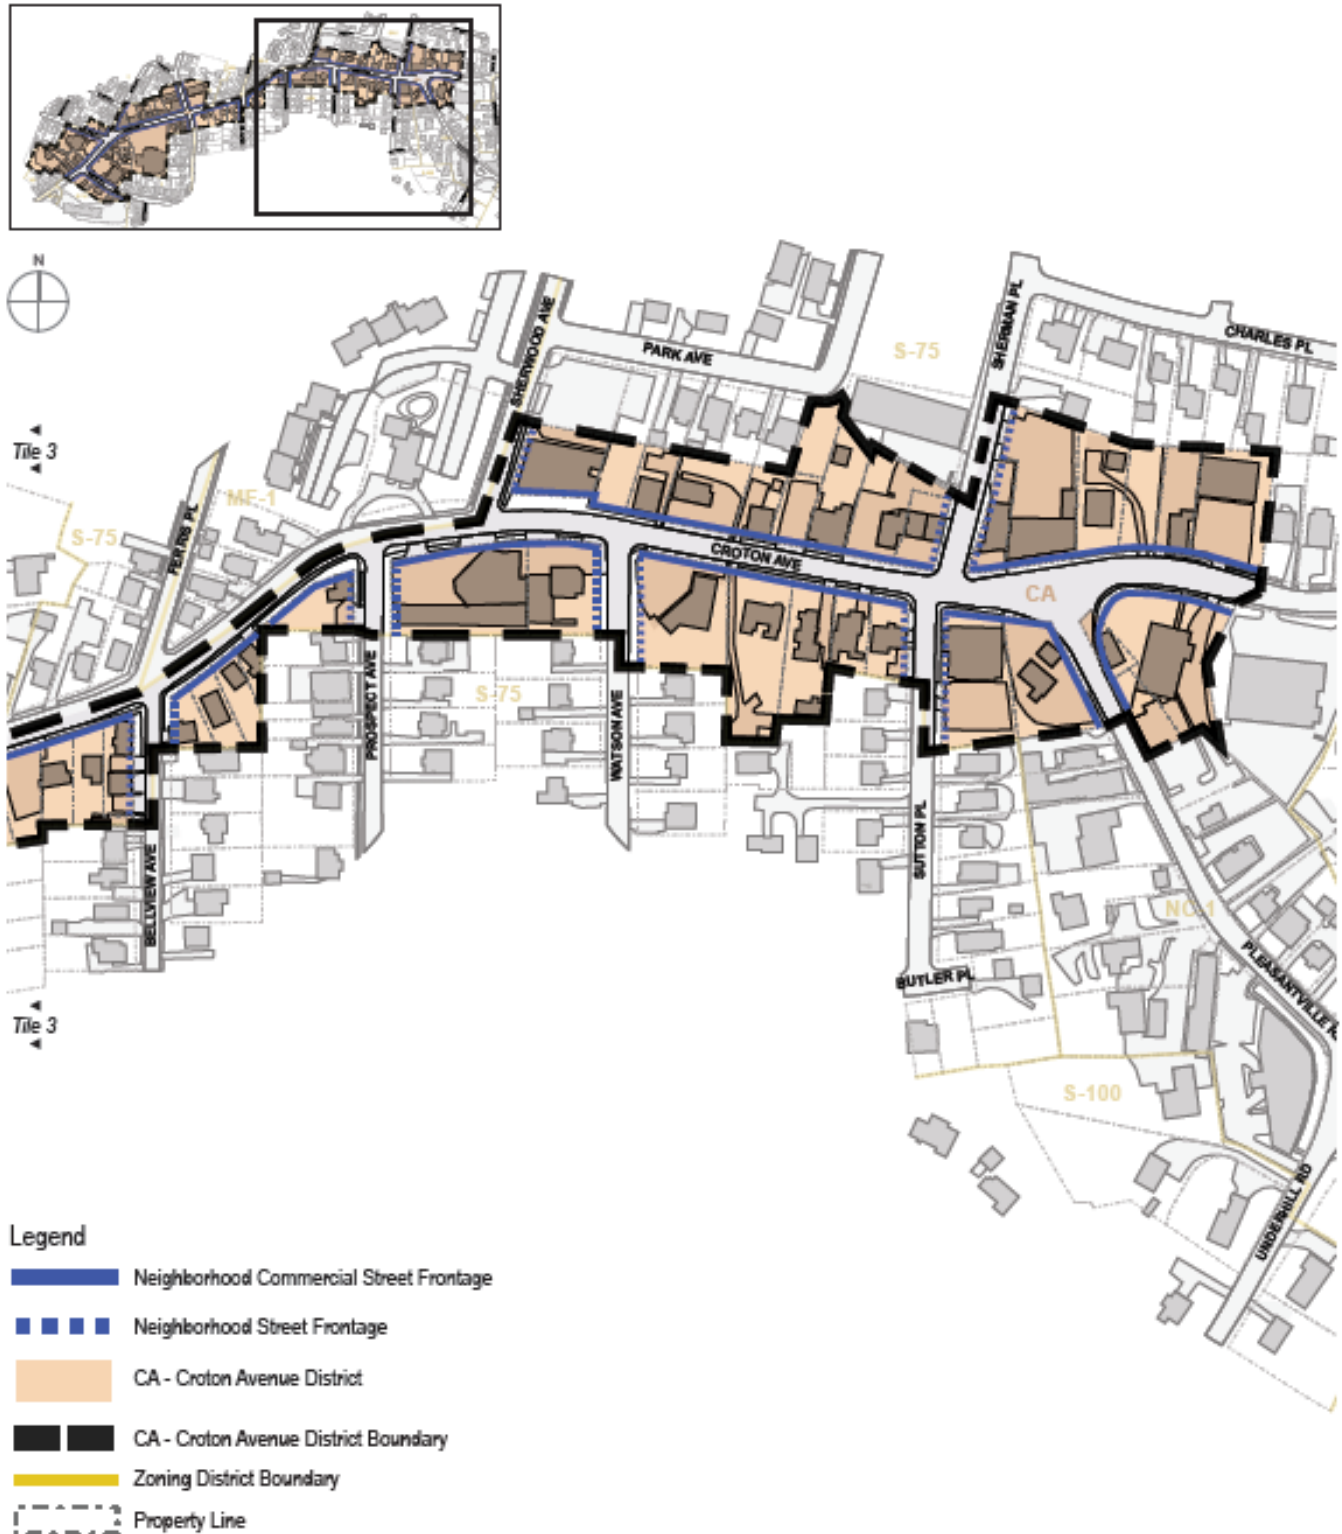 N
SHERMAN PL
CHARLES PL
SHERWOOD AVE
PARK AVE
S-75
Tile 3
MF-1
FERRIS PL
S-75
CROTON AVE
CA
PROSPECT AVE
S-75
WATSON AVE
SUTTON PL
BELLVIEW AVE
NC-1
PLEASANTVILLE R
BUTLER PL
Tile 3
S-100
UNDERHILL RD
Legend
Neighborhood Commercial Street Frontage
Neighborhood Street Frontage
CA - Croton Avenue District
CA - Croton Avenue District Boundary
Zoning District Boundary
Property Line